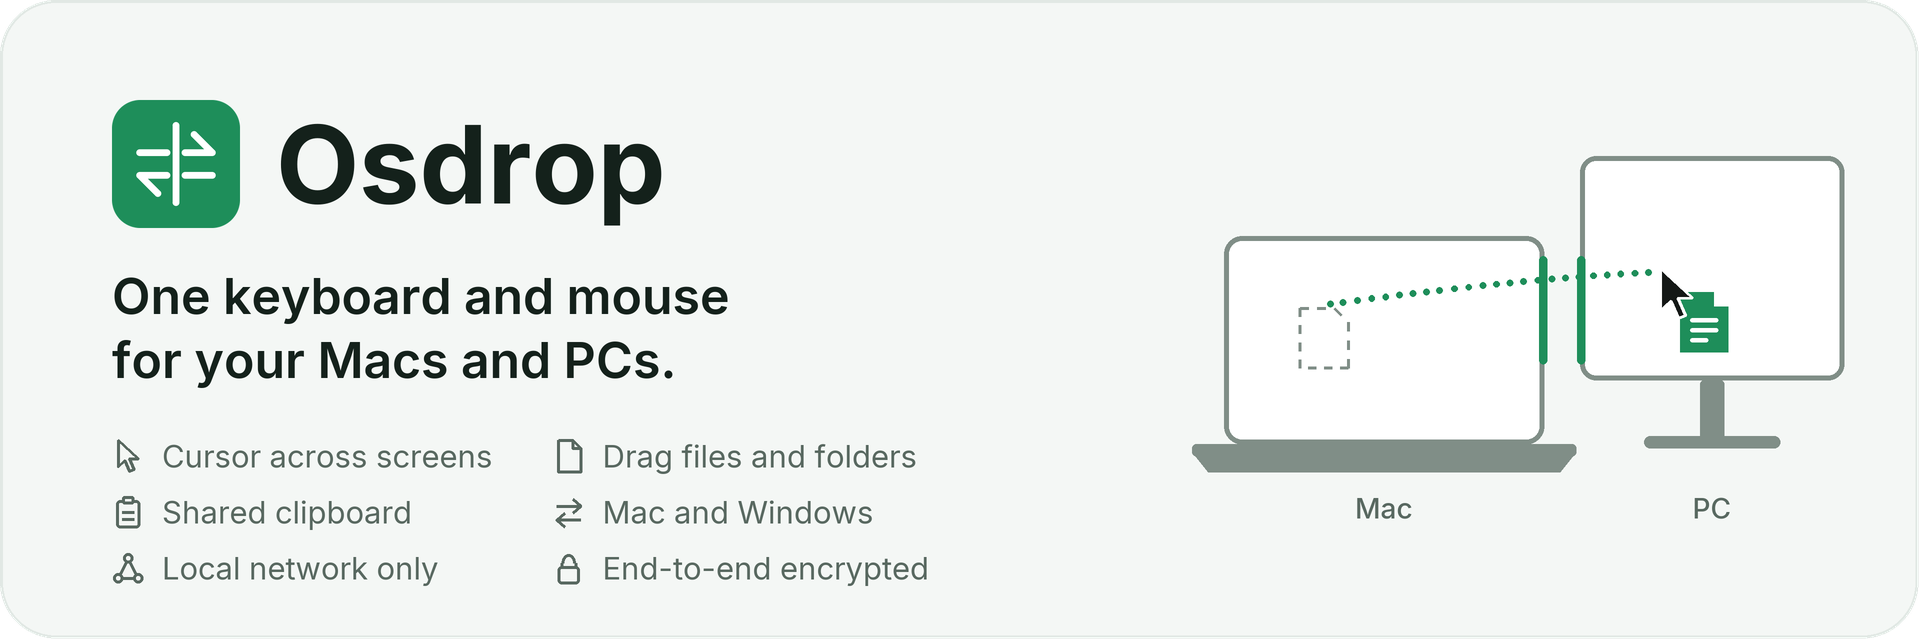 Osdrop
One keyboard and mouse
for your Macs and PCs.
Cursor across screens
Drag files and folders
Shared clipboard
Mac and Windows
Local network only
End-to-end encrypted
Mac
PC